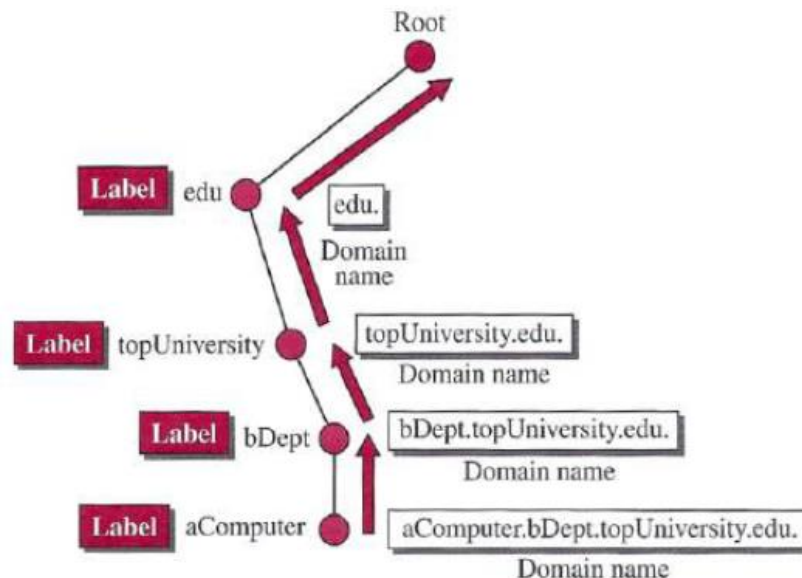 Root
Label edu
edu.
Domain
name
Label topUniversity
topUniversity.edu.
Domain name
Label bDept
bDept.topUniversity.edu.
Domain name
Label aComputer
aComputer.bDept.topUniversity.edu.
Domain name